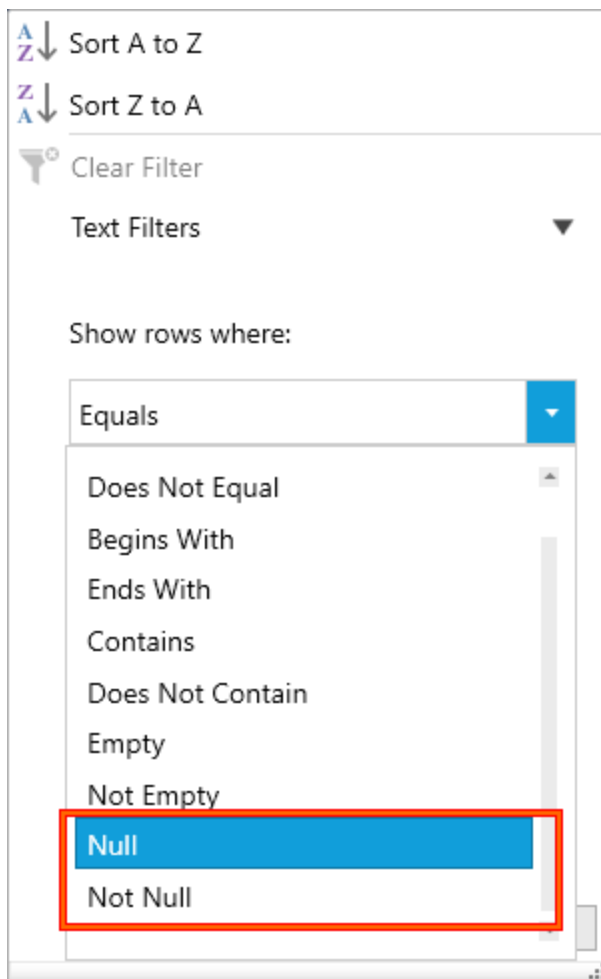 Sort A to Z
Sort Z to A
Clear Filter
Text Filters
Show rows where:
Equals
Does Not Equal
Begins With
Ends With
Contains
Does Not Contain
Empty
Not Empty
Null
Not Null